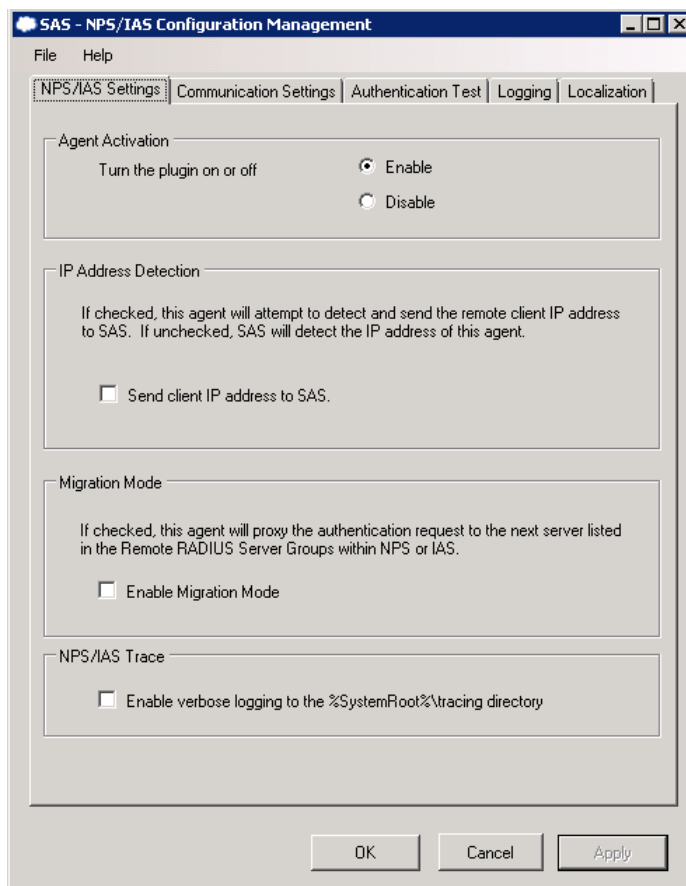 SAS - NPS/IAS Configuration Management
File Help
NPS/IAS Settings Communication Settings Authentication Test Logging Localization
Agent Activation
Turn the plugin on or off
Enable
Disable
IP Address Detection
If checked, this agent will attempt to detect and send the remote client IP address
to SAS. If unchecked, SAS will detect the IP address of this agent.
Send client IP address to SAS.
Migration Mode
If checked, this agent will proxy the authentication request to the next server listed
in the Remote RADIUS Server Groups within NPS or IAS.
Enable Migration Mode
NPS/IAS Trace
Enable verbose logging to the %SystemRoot%\tracing directory
OK Cancel Apply